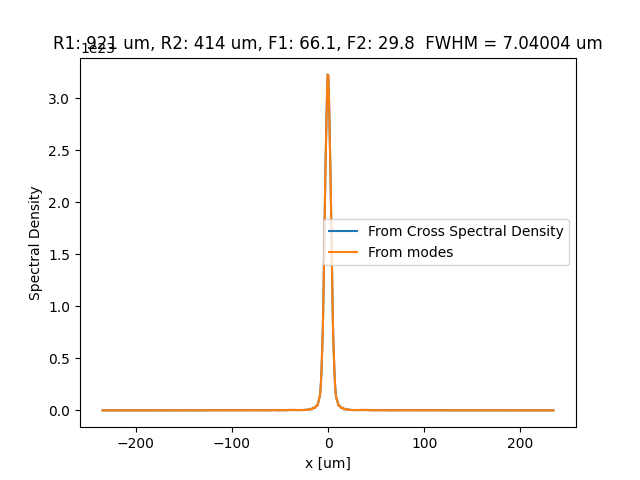 R1: 921 um, R2: 414 um, F1: 66.1, F2: 29.8  FWHM = 7.04004 um
1e23
3.0
2.5
2.0
1.5
1.0
0.5
0.0
Spectral Density
From Cross Spectral Density
From modes
−200 −100 0 100 200
x [um]